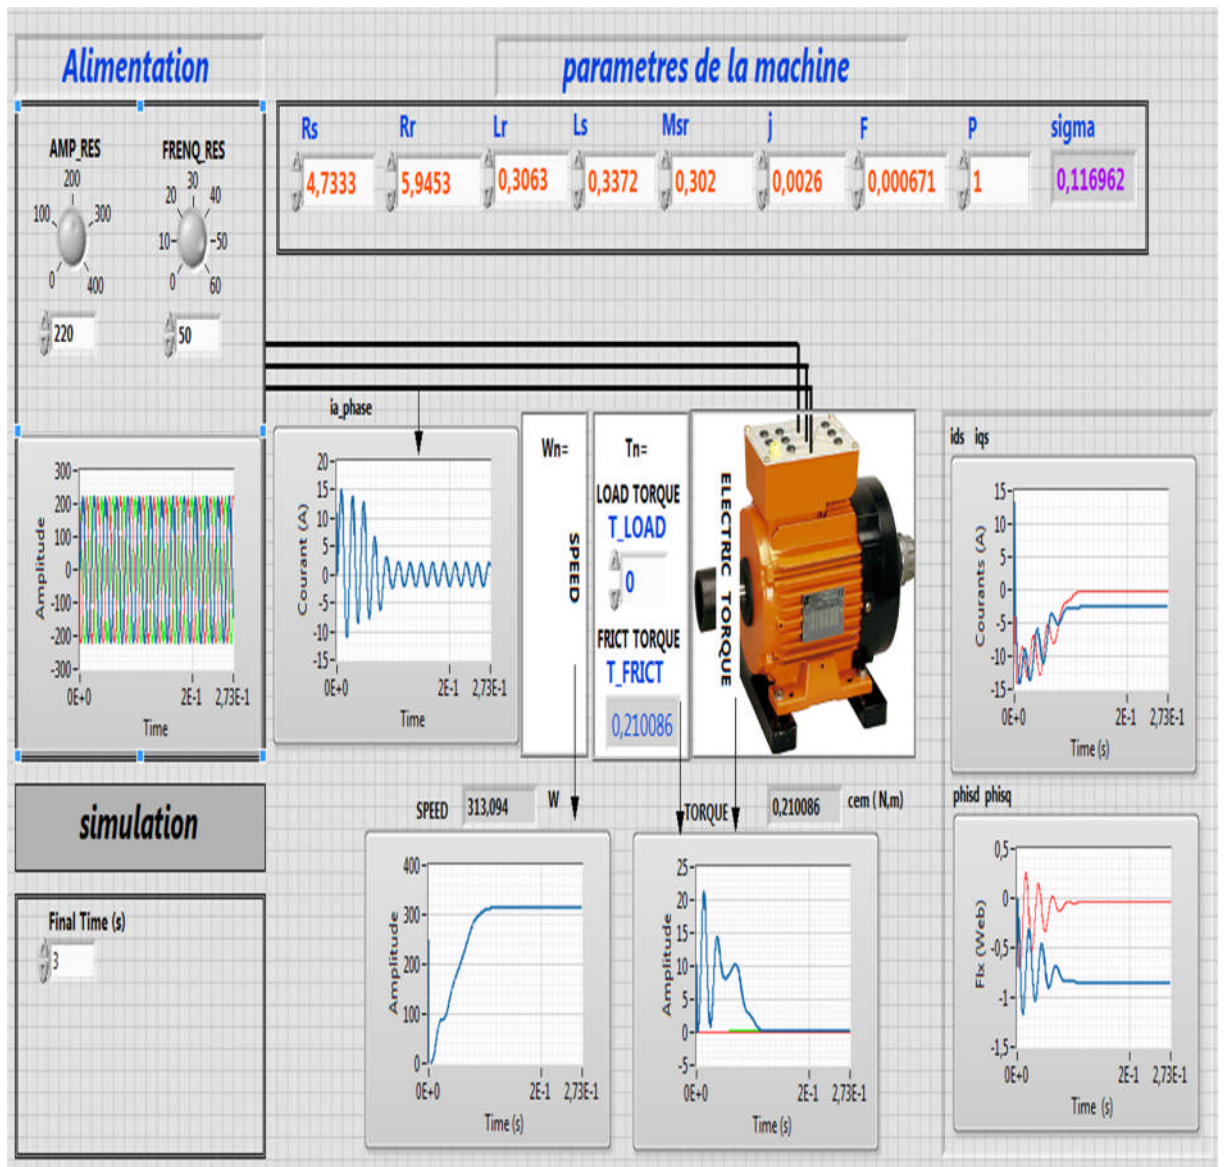 Alimentation
parametres de la machine
Rs Rr Lr Ls Msr j F P sigma
4,7333 5,9453 0,3063 0,3372 0,302 0,0026 0,000671 1 0,116962
AMP_RES
200
100 300
0 400
220
FRENQ_RES
30
20 40
10 50
0 60
50
300
200
100
0
-100
-200
-300
Amplitude
0E+0 2E-1 2,73E-1
Time
ia_phase
20
15
10
5
0
-5
-10
-15
Courant (A)
0E+0 2E-1 2,73E-1
Time
Wn=
SPEED
Tn=
LOAD TORQUE
T_LOAD
0
FRICT TORQUE
T_FRICT
0,210086
ELECTRIC TORQUE
ids iqs
15
10
5
0
-5
-10
-15
Courants (A)
0E+0 2E-1 2,73E-1
Time (s)
simulation
Final Time (s)
3
SPEED 313,094 W
400
300
200
100
0
Amplitude
0E+0 2E-1 2,73E-1
Time (s)
TORQUE 0,210086 cem ( N,m)
25
20
15
10
5
0
-5
Amplitude
0E+0 2E-1 2,73E-1
Time (s)
phisd phisq
0,5
0
-0,5
-1
-1,5
Flx (Web)
0E+0 2E-1 2,73E-1
Time (s)